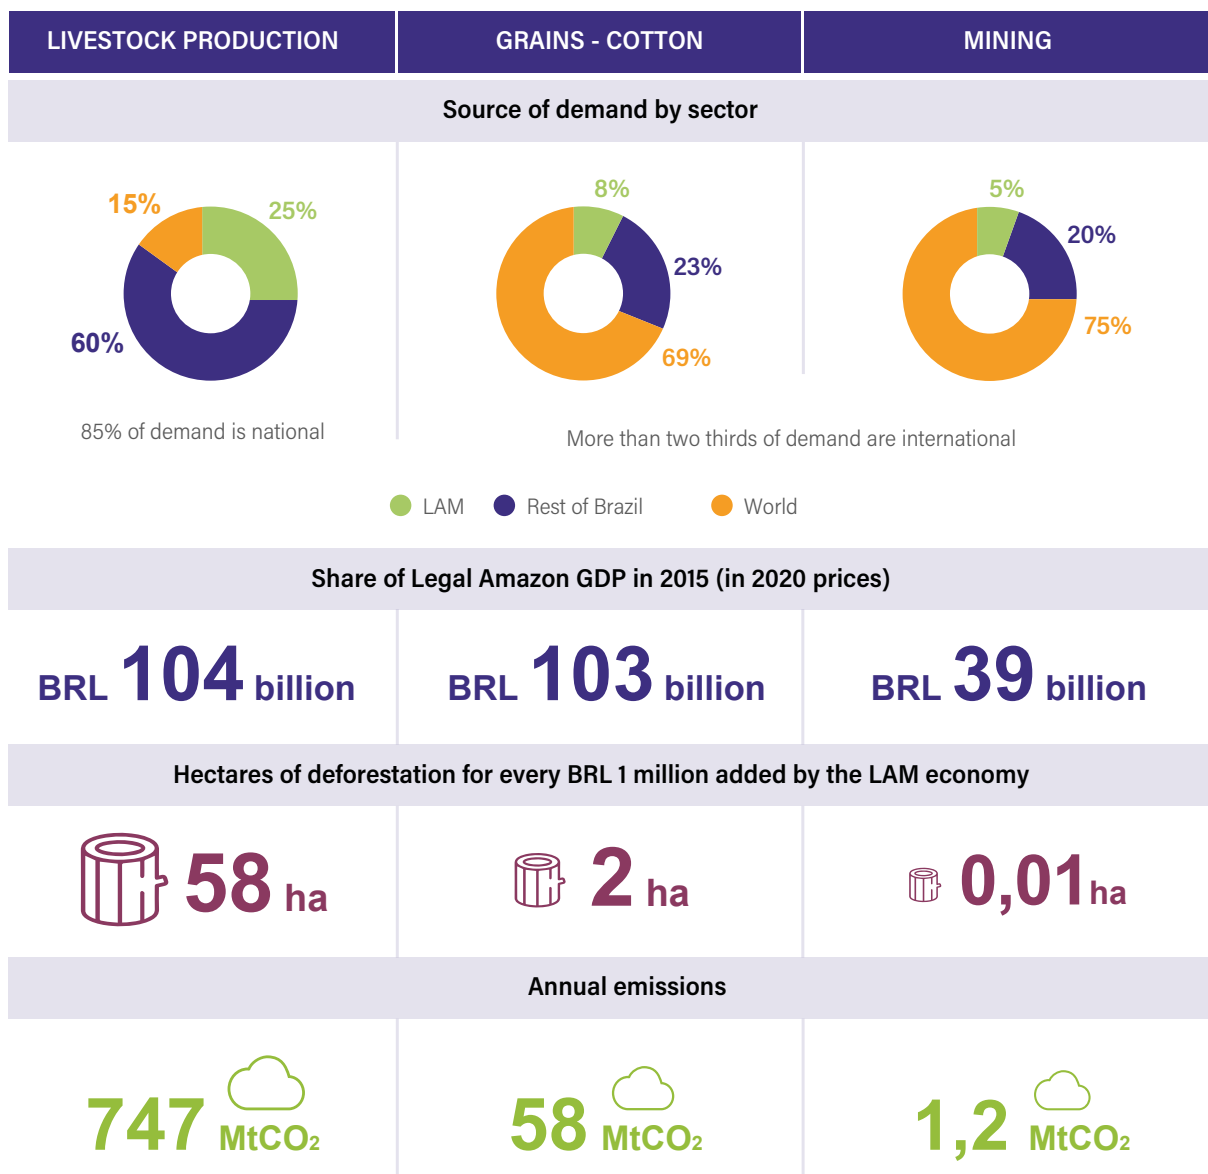 LIVESTOCK PRODUCTION
GRAINS - COTTON
MINING
Source of demand by sector
15%
25%
60%
85% of demand is national
8%
23%
69%
5%
20%
75%
More than two thirds of demand are international
LAM
Rest of Brazil
World
Share of Legal Amazon GDP in 2015 (in 2020 prices)
BRL 104 billion
BRL 103 billion
BRL 39 billion
Hectares of deforestation for every BRL 1 million added by the LAM economy
58 ha
2 ha
0,01ha
Annual emissions
747 MtCO2
58 MtCO2
1,2 MtCO2